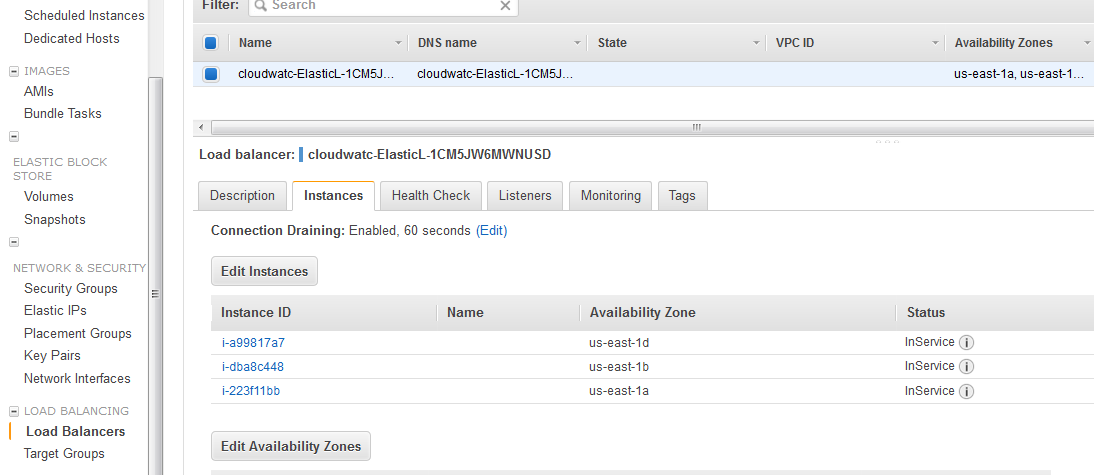 Scheduled Instances
Dedicated Hosts
IMAGES
AMIs
Bundle Tasks
ELASTIC BLOCK
STORE
Volumes
Snapshots
NETWORK & SECURITY
Security Groups
Elastic IPs
Placement Groups
Key Pairs
Network Interfaces
LOAD BALANCING
Load Balancers
Target Groups
Filter: Search
Name DNS name State VPC ID Availability Zones
cloudwatc-ElasticL-1CM5J... cloudwatc-ElasticL-1CM5J... us-east-1a, us-east-1...
Load balancer: cloudwatc-ElasticL-1CM5JW6MWNUSD
Description Instances Health Check Listeners Monitoring Tags
Connection Draining: Enabled, 60 seconds (Edit)
Edit Instances
Instance ID Name Availability Zone Status
i-a99817a7 us-east-1d InService
i-dba8c448 us-east-1b InService
i-223f11bb us-east-1a InService
Edit Availability Zones